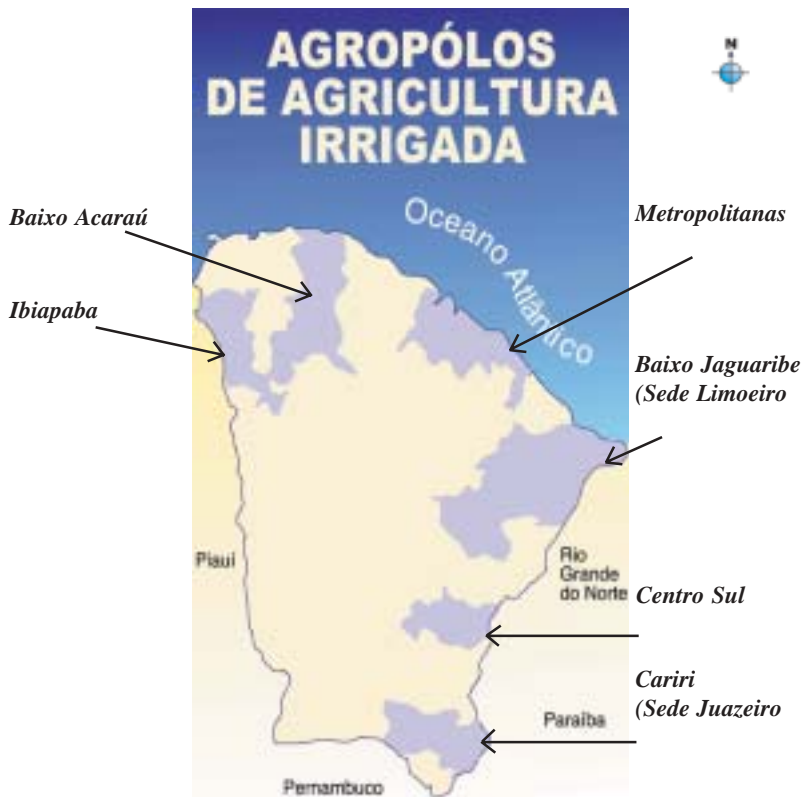 AGROPÓLOS
DE AGRICULTURA
IRRIGADA
N
Baixo Acaraú
Ibiapaba
Oceano Atlântico
Metropolitanas
Baixo Jaguaribe
(Sede Limoeiro
Piauí
Rio
Grande
do Norte
Centro Sul
Cariri
(Sede Juazeiro
Paraíba
Pernambuco